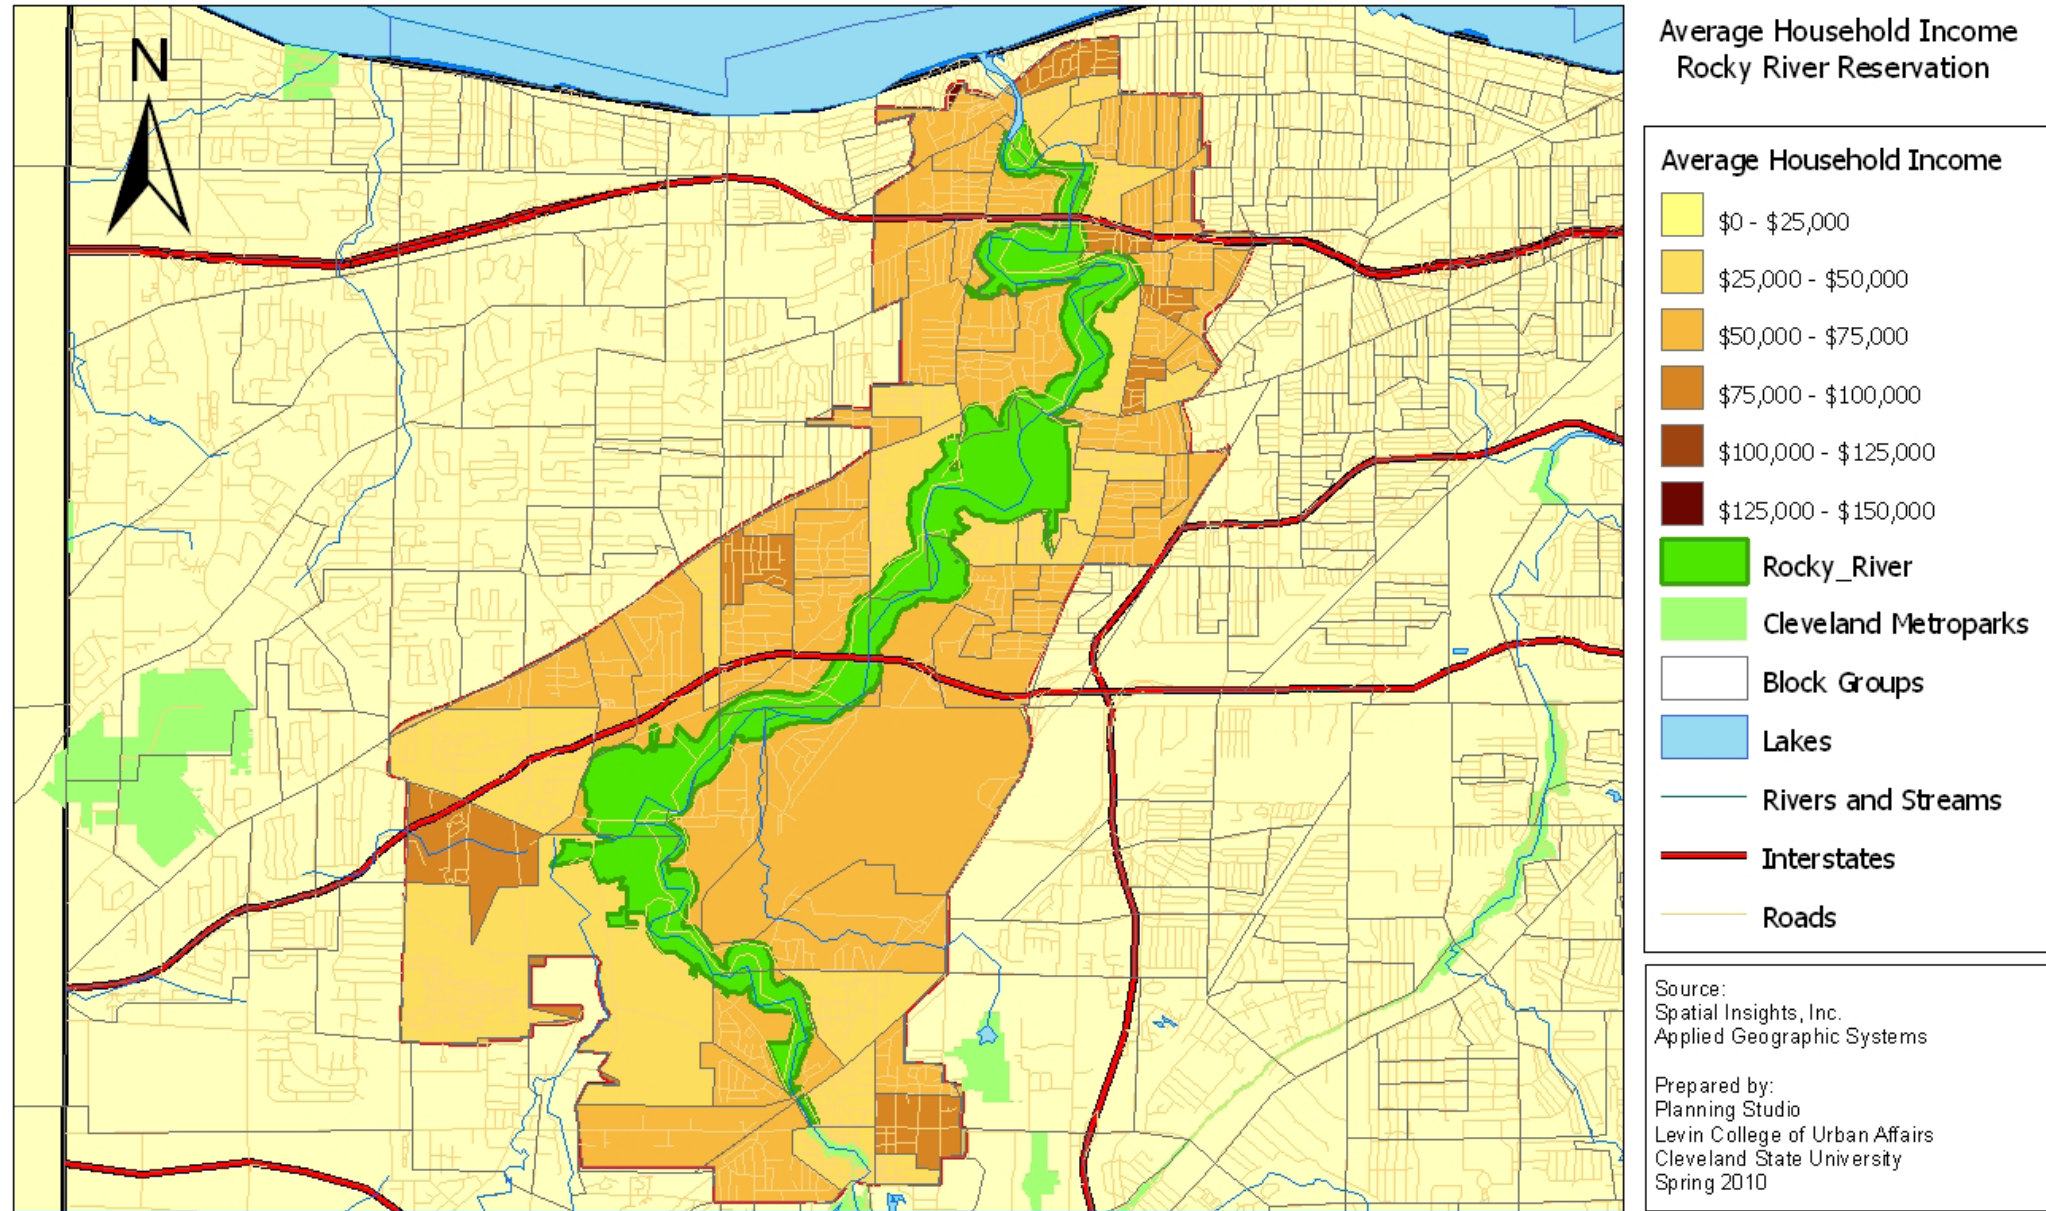 N
Average Household Income
Rocky River Reservation
Average Household Income
$0 - $25,000
$25,000 - $50,000
$50,000 - $75,000
$75,000 - $100,000
$100,000 - $125,000
$125,000 - $150,000
Rocky_River
Cleveland Metroparks
Block Groups
Lakes
Rivers and Streams
Interstates
Roads
Source:
Spatial Insights, Inc.
Applied Geographic Systems
Prepared by:
Planning Studio
Levin College of Urban Affairs
Cleveland State University
Spring 2010